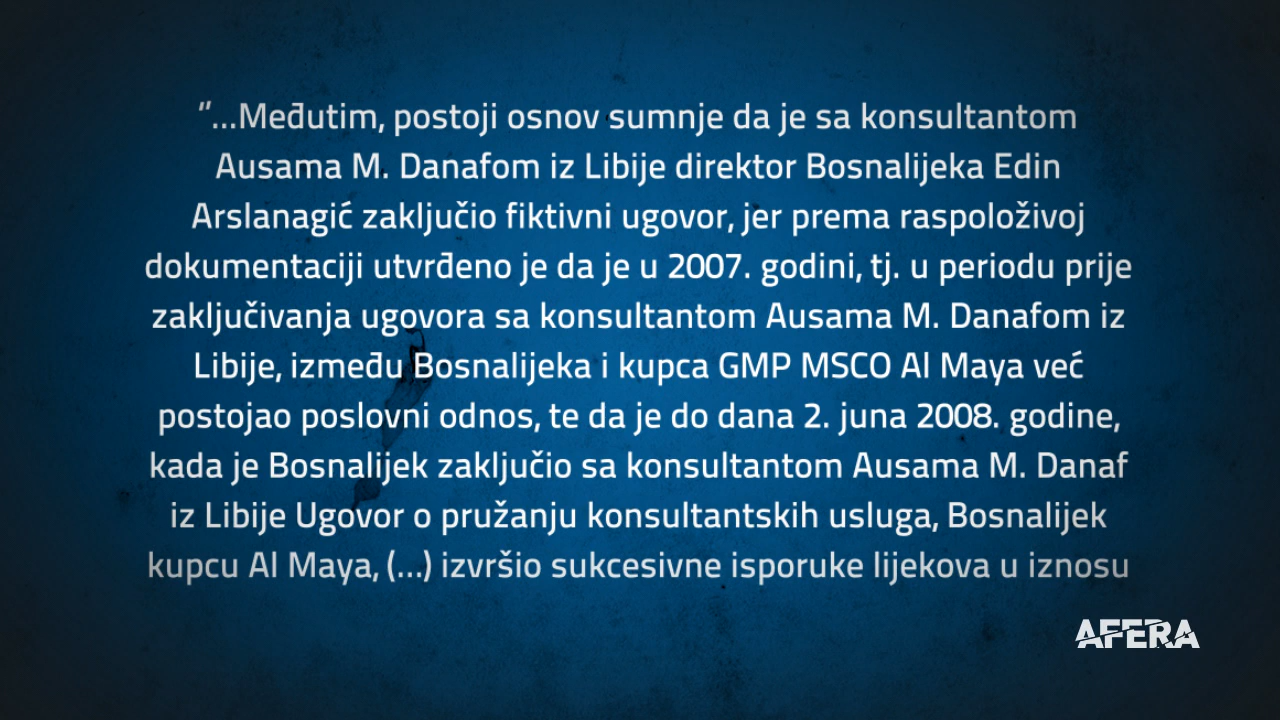 "...Međutim, postoji osnov sumnje da je sa konsultantom
Ausama M. Danafom iz Libije direktor Bosnalijeka Edin
Arslanagić zaključio fiktivni ugovor, jer prema raspoloživoj
dokumentaciji utvrđeno je da je u 2007. godini, tj. u periodu prije
zaključivanja ugovora sa konsultantom Ausama M. Danafom iz
Libije, između Bosnalijeka i kupca GMP MSCO Al Maya već
postojao poslovni odnos, te da je do dana 2. juna 2008. godine,
kada je Bosnalijek zaključio sa konsultantom Ausama M. Danaf
iz Libije Ugovor o pružanju konsultantskih usluga, Bosnalijek
kupcu Al Maya, (...) izvršio sukcesivne isporuke lijekova u iznosu
AFERA